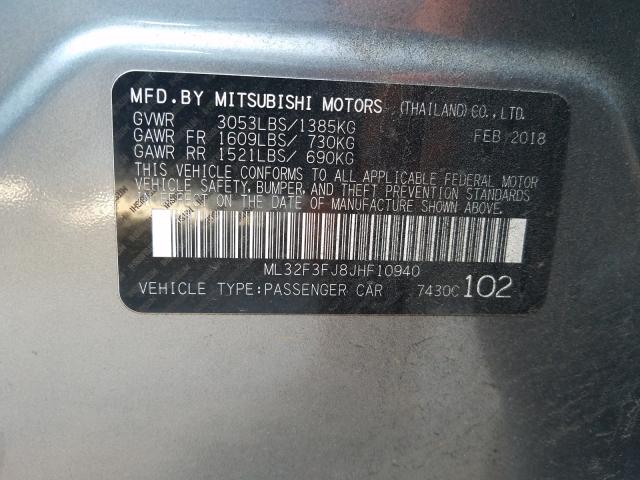 MFD.BY MITSUBISHI MOTORS (THAILAND) CO., LTD.
GVWR 3053LBS/1385KG FEB 2018
GAWR FR 1609LBS/ 730KG
GAWR RR 1521LBS/ 690KG
THIS VEHICLE CONFORMS TO ALL APPLICABLE FEDERAL MOTOR
VEHICLE SAFETY, BUMPER, AND THEFT PREVENTION STANDARDS
IN EFFECT ON THE DATE OF MANUFACTURE SHOWN ABOVE.
ML32F3FJ8JHF10940
VEHICLE TYPE:PASSENGER CAR 7430C 102